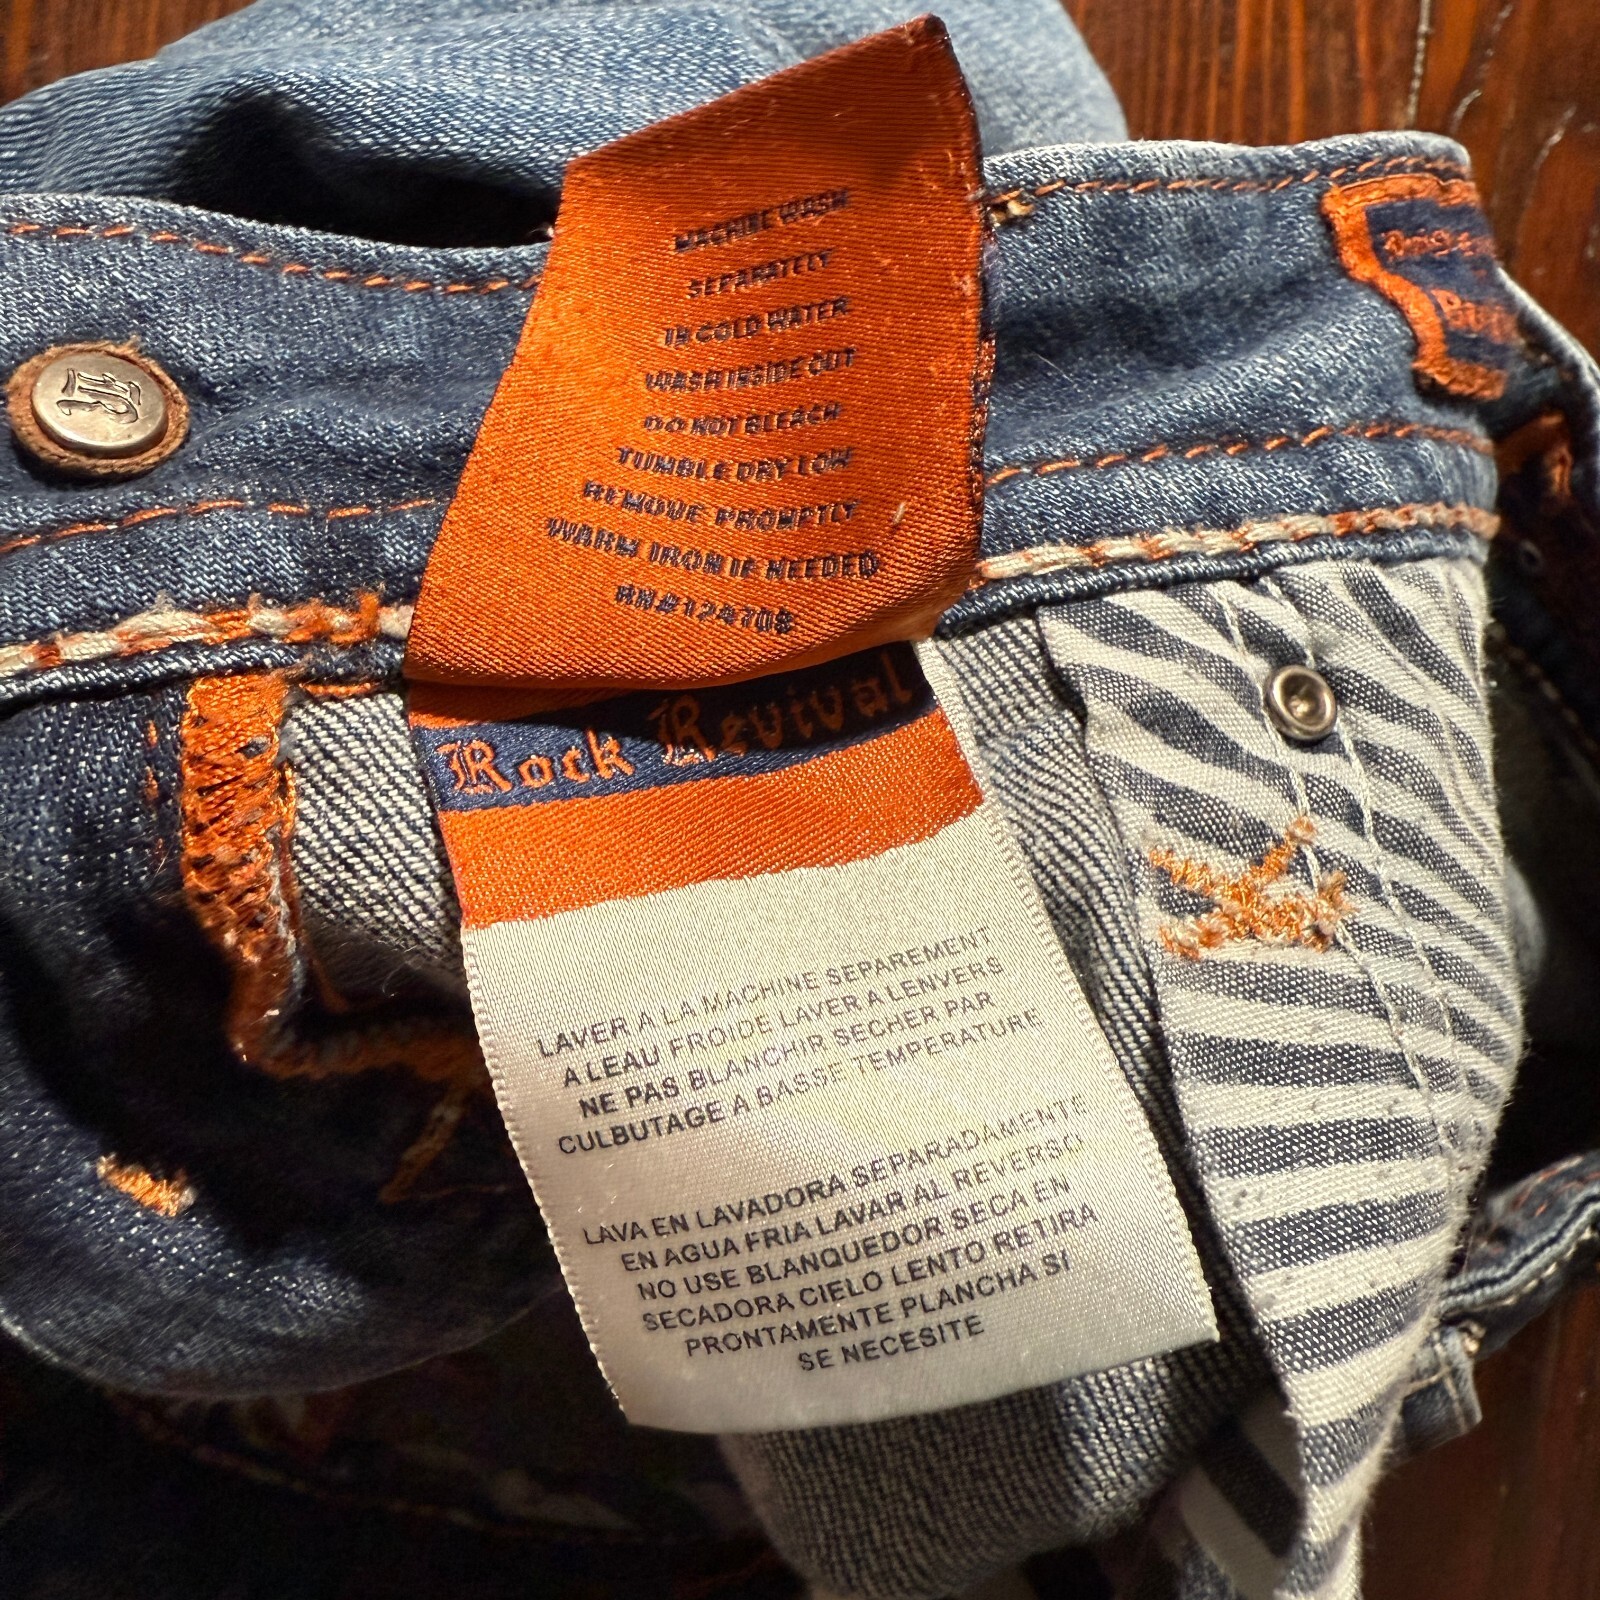 MACHINE WASH
SEPARATELY
IN COLD WATER
WASH INSIDE OUT
DO NOT BLEACH
TUMBLE DRY LOW
REMOVE PROMPTLY
WARM IRON IF NEEDED
RN#124708
Rock Revival
LAVER A LA MACHINE SEPAREMENT
A LEAU FROIDE LAVER A LENVERS
NE PAS BLANCHIR SECHER PAR
CULBUTAGE A BASSE TEMPERATURE
LAVA EN LAVADORA SEPARADAMENTE
EN AGUA FRIA LAVAR AL REVERSO
NO USE BLANQUEDOR SECA EN
SECADORA CIELO LENTO RETIRA
PRONTAMENTE PLANCHA SÍ
SE NECESITE